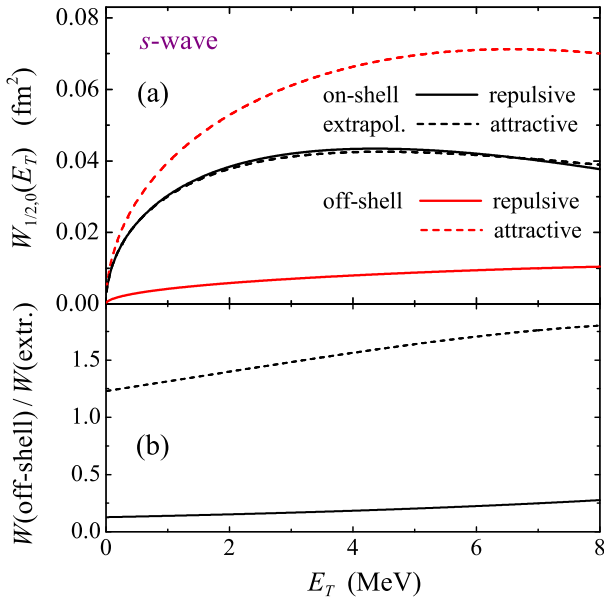 0.08
s-wave
(a)
0.06
on-shell repulsive
extrapol. attractive
0.04
off-shell repulsive
attractive
0.02
0.00
W1/2,0(ET) (fm²)
1.5
1.0
(b)
0.5
0.0
W(off-shell) / W(extr.)
0 2 4 6 8
ET (MeV)